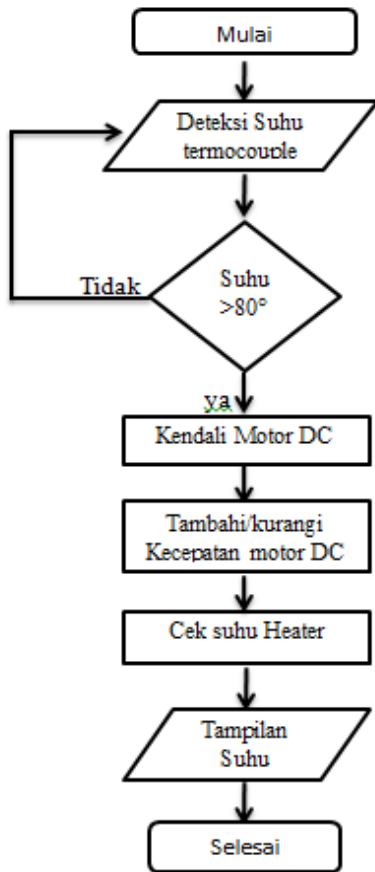 Mulai
Deteksi Suhu
termocouple
Suhu
>80°
Tidak
ya
Kendali Motor DC
Tambahi/kurangi
Kecepatan motor DC
Cek suhu Heater
Tampilan
Suhu
Selesai